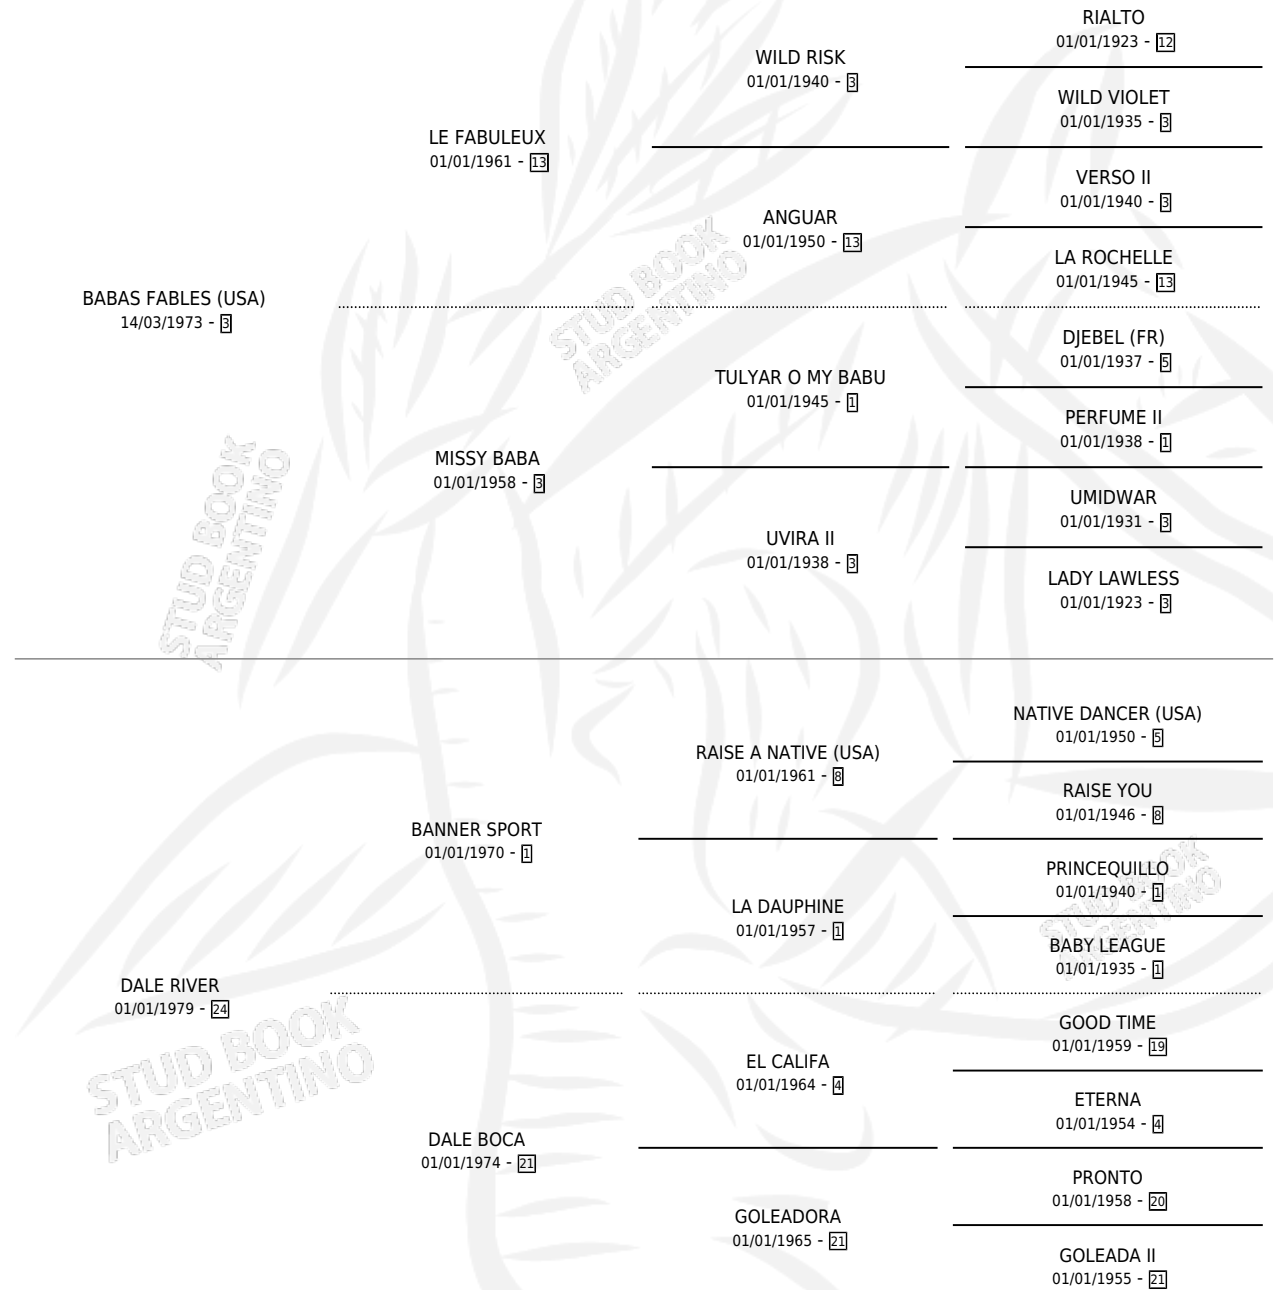 RIALTO
01/01/1923 - 12
WILD RISK
01/01/1940 - 3
WILD VIOLET
01/01/1935 - 3
LE FABULEUX
01/01/1961 - 13
VERSO II
01/01/1940 - 3
ANGUAR
01/01/1950 - 13
LA ROCHELLE
01/01/1945 - 13
BABAS FABLES (USA)
14/03/1973 - 3
STUD BOOK
ARGENTINO
DJEBEL (FR)
01/01/1937 - 5
TULYAR O MY BABU
01/01/1945 - 1
PERFUME II
01/01/1938 - 1
MISSY BABA
01/01/1958 - 3
UMIDWAR
01/01/1931 - 3
UVIRA II
01/01/1938 - 3
LADY LAWLESS
01/01/1923 - 3
STUD BOOK
ARGENTINO
NATIVE DANCER (USA)
01/01/1950 - 5
RAISE A NATIVE (USA)
01/01/1961 - 8
RAISE YOU
01/01/1946 - 8
BANNER SPORT
01/01/1970 - 1
PRINCEQUILLO
01/01/1940 - 1
LA DAUPHINE
01/01/1957 - 1
BABY LEAGUE
01/01/1935 - 1
STUD BOOK
ARGENTINO
DALE RIVER
01/01/1979 - 24
GOOD TIME
01/01/1959 - 19
EL CALIFA
01/01/1964 - 4
ETERNA
01/01/1954 - 4
STUD BOOK
ARGENTINO
DALE BOCA
01/01/1974 - 21
PRONTO
01/01/1958 - 20
GOLEADORA
01/01/1965 - 21
GOLEADA II
01/01/1955 - 21